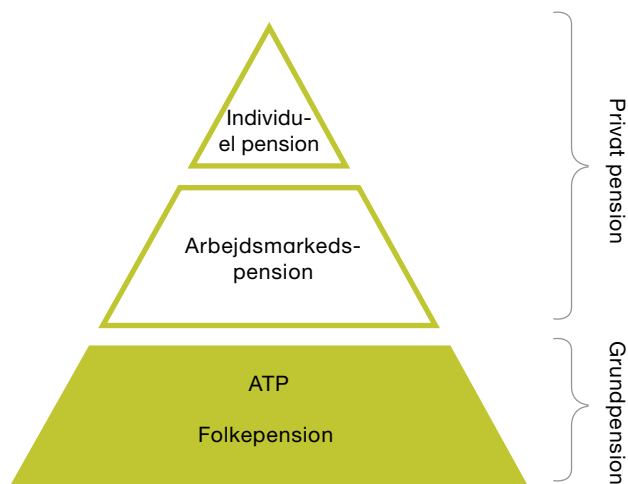 Individu-
el pension
Arbejdsmarkeds-
pension
ATP
Folkepension
Privat pension
Grundpension